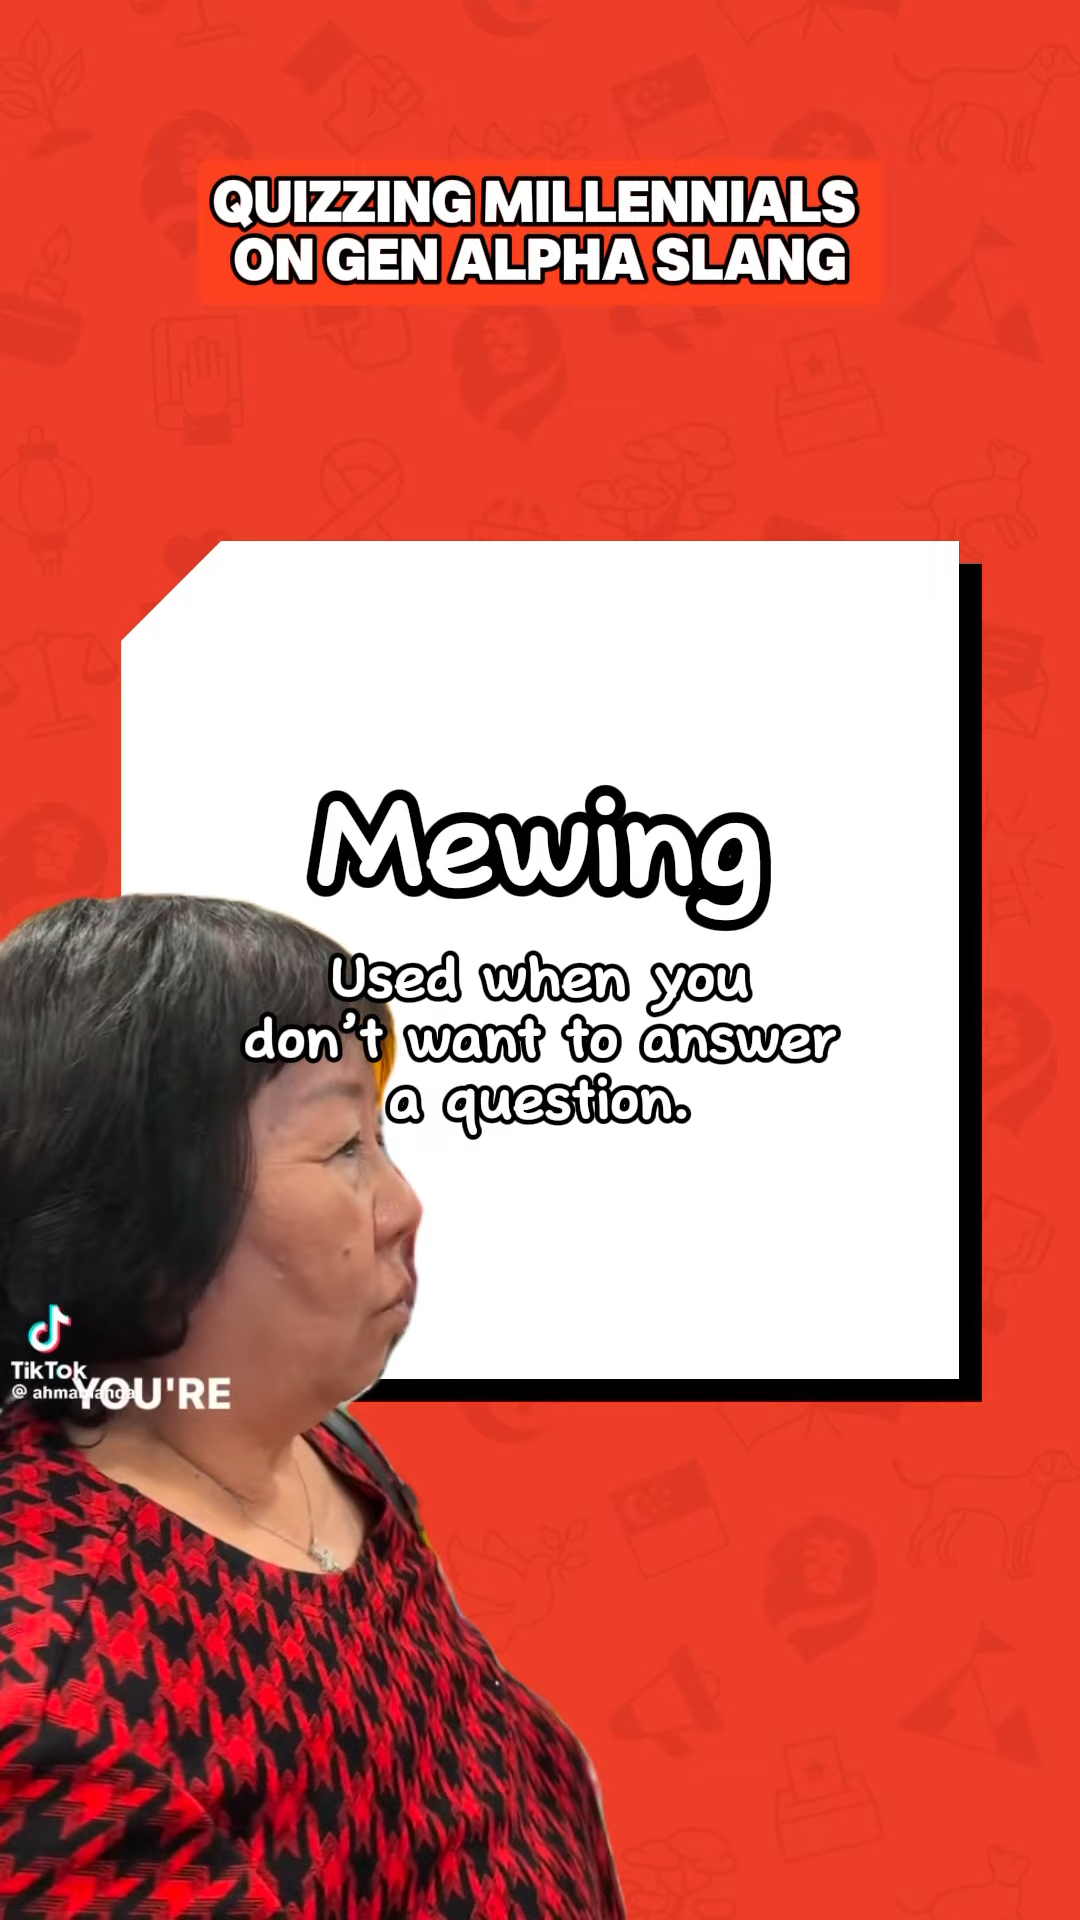 QUIZZING MILLENNIALS
ON GEN ALPHA SLANG
Mewing
Used when you
don't want to answer
a question.
TikTok
YOU'RE